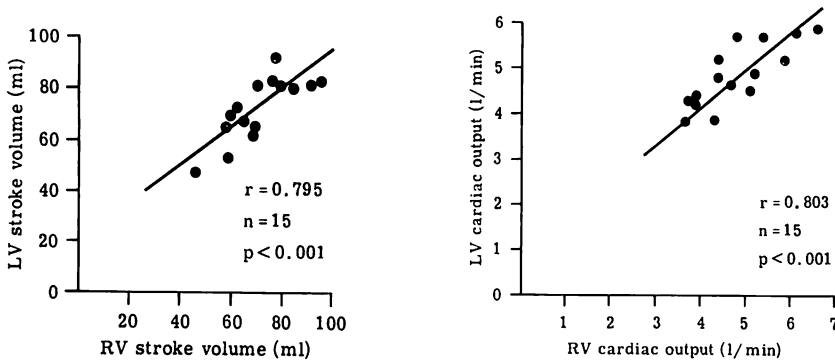 100
80
60
40
20
0
LV stroke volume (ml)
r = 0.795
n = 15
p < 0.001
20 40 60 80 100
RV stroke volume (ml)
6
5
4
3
2
1
0
LV cardiac output (l/min)
r = 0.803
n = 15
p < 0.001
1 2 3 4 5 6 7
RV cardiac output (l/min)